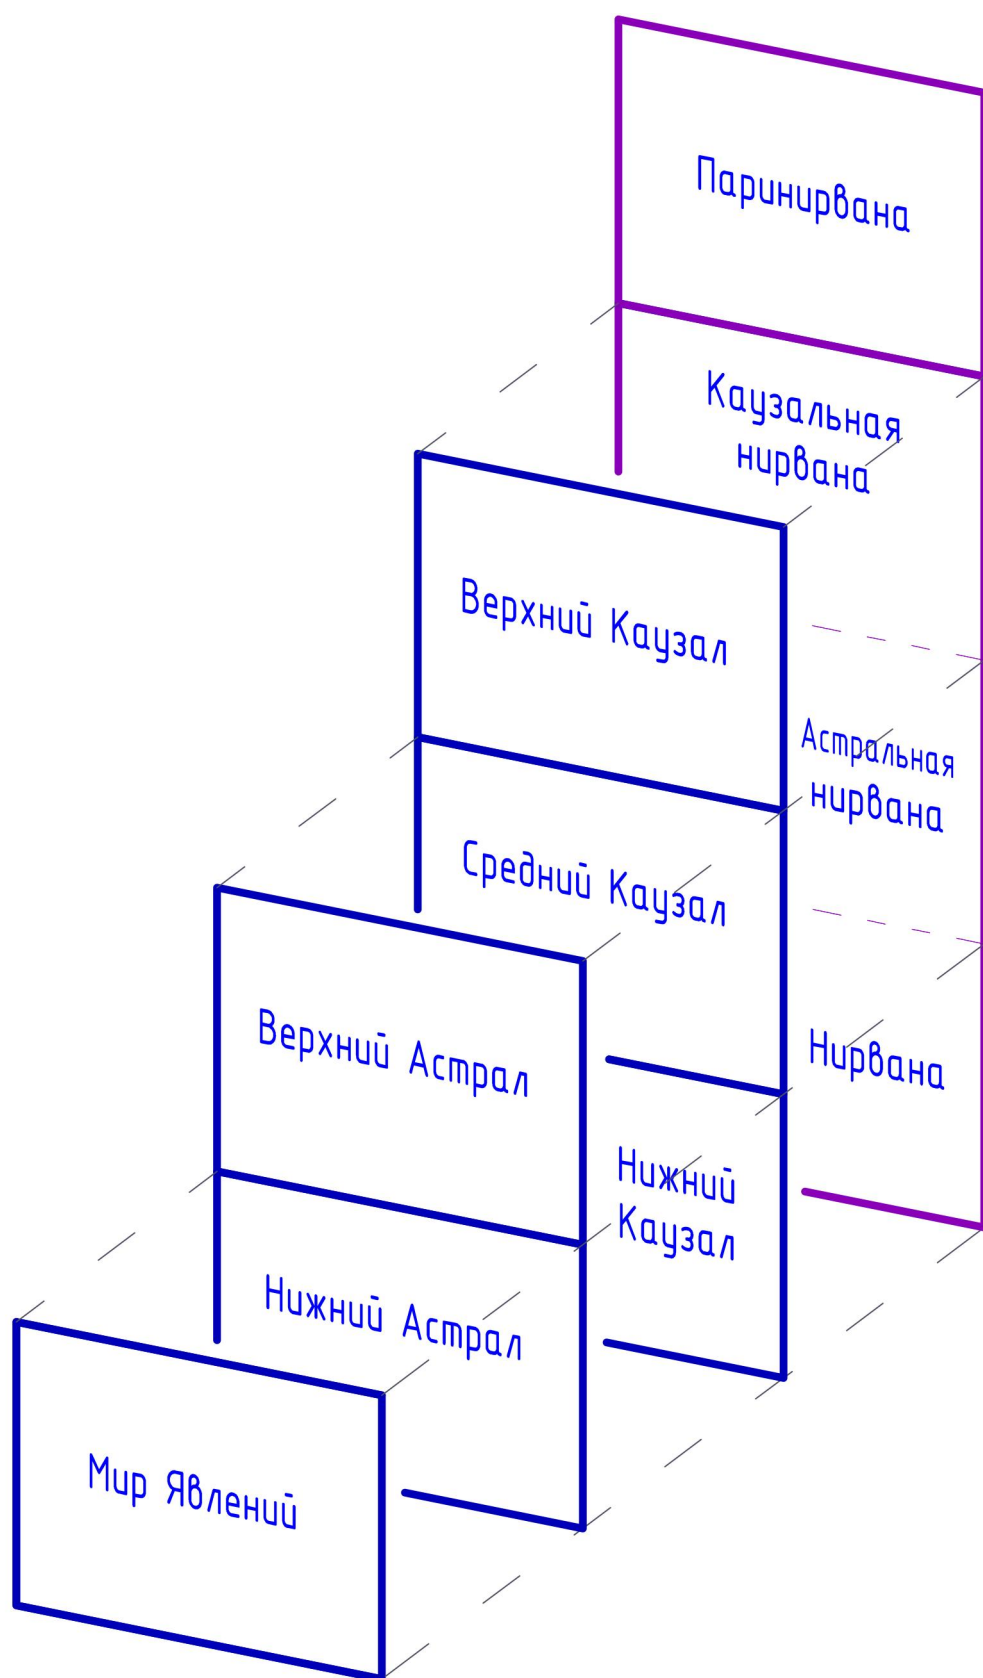 Паринирвана
Каузальная
нирвана
Верхний Каузал
Астральная
нирвана
Средний Каузал
Верхний Астрал
Нирвана
Нижний
Каузал
Нижний Астрал
Мир Явлений